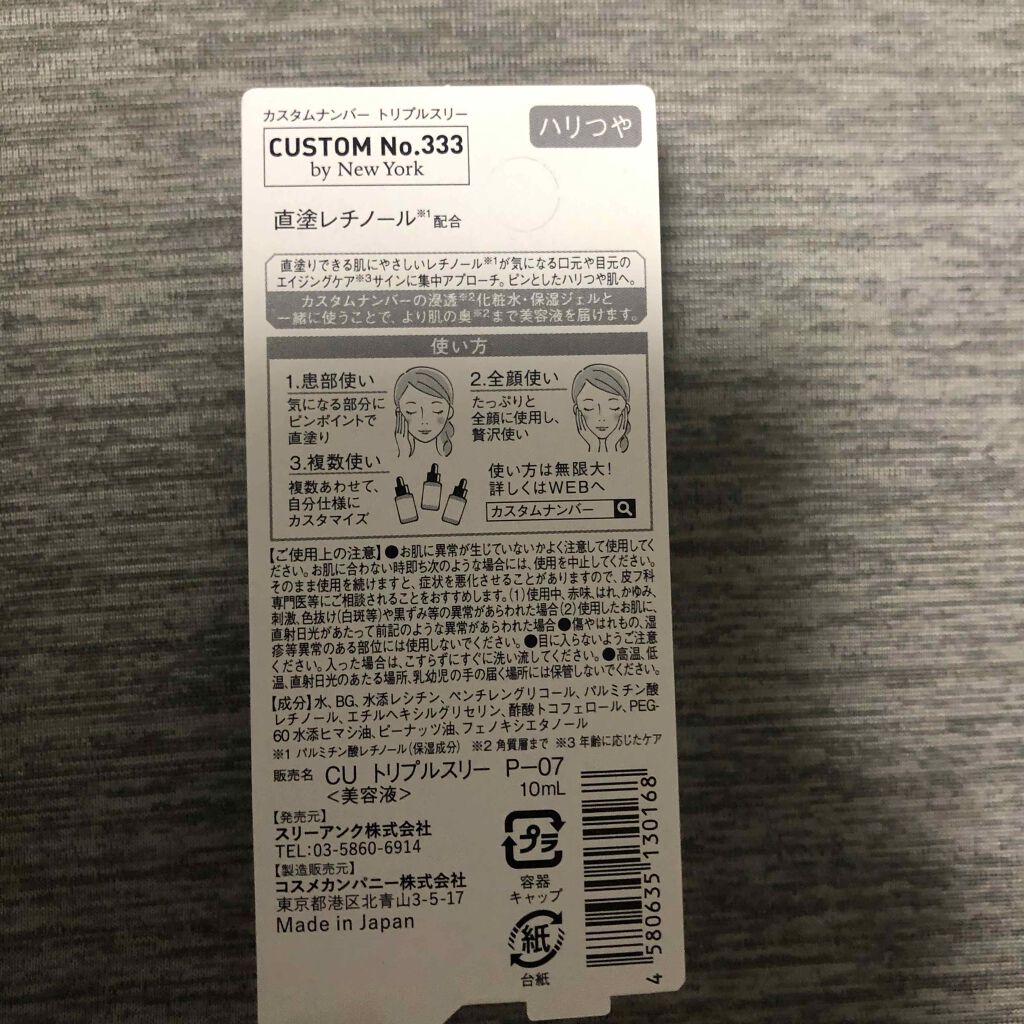 カスタムナンバー トリプルスリー
CUSTOM No.333
by New York
ハリつや
直塗レチノール※1配合
直塗りできる肌にやさしいレチノール※1が気になる口元や目元の
エイジングケア※3サインに集中アプローチ。ピンとしたハリつや肌へ。
カスタムナンバーの浸透※2化粧水・保湿ジェルと
一緒に使うことで、より肌の奥※2まで美容液を届けます。
使い方
1.患部使い
気になる部分に
ピンポイントで
直塗り
2.全顔使い
たっぷりと
全顔に使用し、
贅沢使い
3.複数使い
複数あわせて、
自分仕様に
カスタマイズ
使い方は無限大!
詳しくはWEBへ
カスタムナンバー
【ご使用上の注意】●お肌に異常が生じていないかよく注意して使用してく
ださい。お肌に合わない時即ち次のような場合には、使用を中止してください。
そのまま使用を続けますと、症状を悪化させることがありますので、皮フ科
専門医等にご相談されることをおすすめします。(1)使用中、赤味、はれ、かゆみ、
刺激、色抜け(白斑等)や黒ずみ等の異常があらわれた場合(2)使用したお肌に、
直射日光があたって前記のような異常があらわれた場合●傷やはれもの、湿
疹等異常のある部位には使用しないでください。●目に入らないようご注意
ください。入った場合は、こすらずにすぐに洗い流してください。●高温、低
温、直射日光のあたる場所、乳幼児の手の届く場所には保管しないでください。
【成分】水、BG、水添レシチン、ペンチレングリコール、パルミチン酸
レチノール、エチルヘキシルグリセリン、酢酸トコフェロール、PEG-
60水添ヒマシ油、ピーナッツ油、フェノキシエタノール
※1 パルミチン酸レチノール(保湿成分) ※2 角質層まで ※3 年齢に応じたケア
販売名 CU トリプルスリー P-07
<美容液> 10mL
【発売元】
スリーアンク株式会社
TEL:03-5860-6914
【製造販売元】
コスメカンパニー株式会社
東京都港区北青山3-5-17
Made in Japan
プラ
容器
キャップ
紙
台紙
4 580635 130168